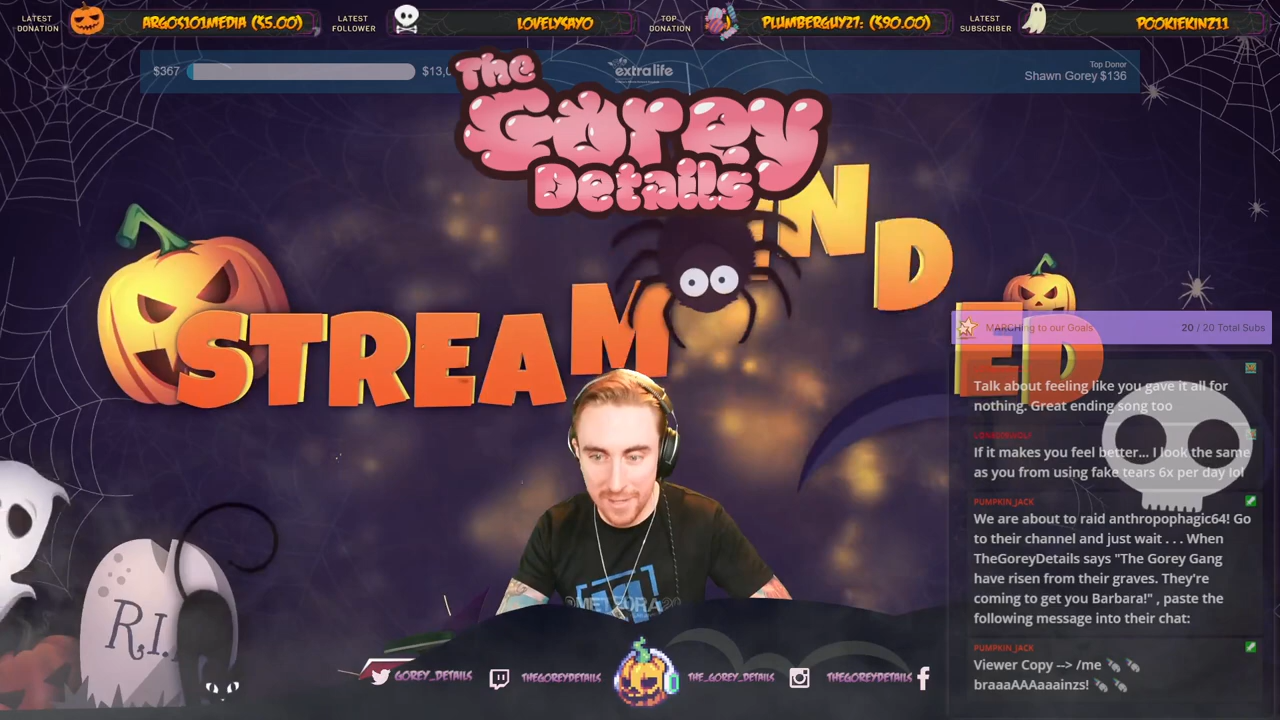 LATEST DONATION
ARGOS101MEDIA ($5.00)
LATEST FOLLOWER
LOVELYSAYO
TOP DONATION
PLUMBERGUY27: ($90.00)
LATEST SUBSCRIBER
POOKIEKINZ11
$367
$13,
extralife
Top Donor
Shawn Gorey $136
The
Gorey
Details
STREAM
ND
ED
MARCHing to our Goals
20 / 20 Total Subs
Talk about feeling like you gave it all for
nothing. Great ending song too
If it makes you feel better... I look the same
as you from using fake tears 6x per day lol
PUMPKIN_JACK
We are about to raid anthropophagic64! Go
to their channel and just wait . . . When
TheGoreyDetails says "The Gorey Gang
have risen from their graves. They're
coming to get you Barbara!" , paste the
following message into their chat:
PUMPKIN_JACK
Viewer Copy --> /me
braaaAAAaaainzs!
R.I.
METEORA
GOREY_DETAILS
THEGOREYDETAILS
THE_GOREY_DETAILS
THEGOREYDETAILS